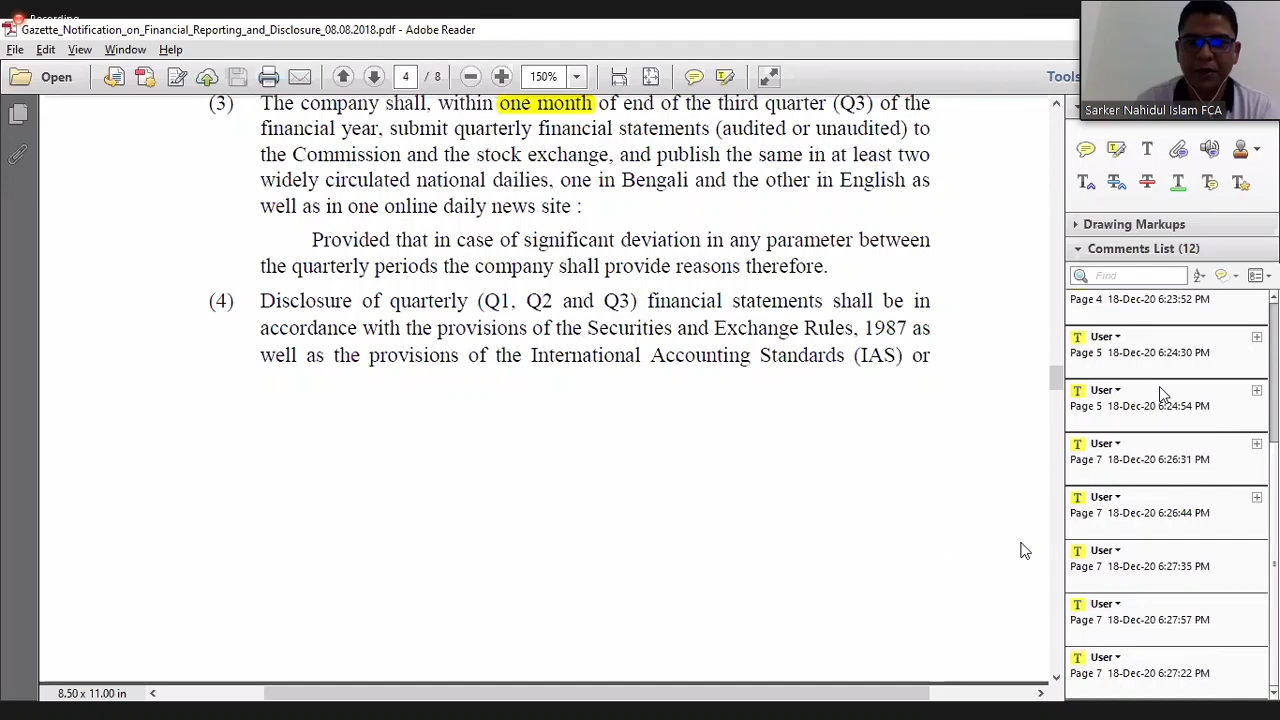 Recording
Gazette_Notification_on_Financial_Reporting_and_Disclosure_08.08.2018.pdf - Adobe Reader
File Edit View Window Help
Open 4 / 8 150% Tools
Sarker Nahidul Islam FCA
(3) The company shall, within one month of end of the third quarter (Q3) of the
financial year, submit quarterly financial statements (audited or unaudited) to
the Commission and the stock exchange, and publish the same in at least two
widely circulated national dailies, one in Bengali and the other in English as
well as in one online daily news site :
Provided that in case of significant deviation in any parameter between
the quarterly periods the company shall provide reasons therefore.
(4) Disclosure of quarterly (Q1, Q2 and Q3) financial statements shall be in
accordance with the provisions of the Securities and Exchange Rules, 1987 as
well as the provisions of the International Accounting Standards (IAS) or
8.50 x 11.00 in
Drawing Markups
Comments List (12)
Find
Page 4 18-Dec-20 6:23:52 PM
User
Page 5 18-Dec-20 6:24:30 PM
User
Page 5 18-Dec-20 6:24:54 PM
User
Page 7 18-Dec-20 6:26:31 PM
User
Page 7 18-Dec-20 6:26:44 PM
User
Page 7 18-Dec-20 6:27:35 PM
User
Page 7 18-Dec-20 6:27:57 PM
User
Page 7 18-Dec-20 6:27:22 PM